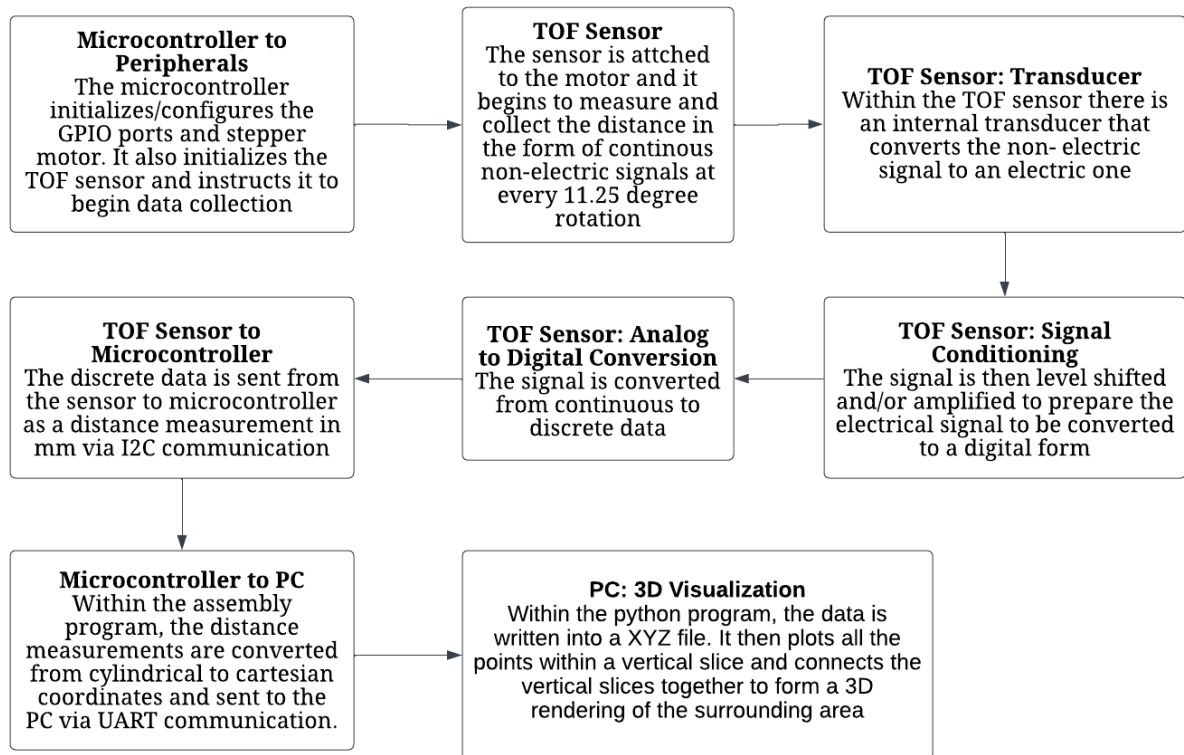 Microcontroller to
Peripherals
The microcontroller
initializes/configures the
GPIO ports and stepper
motor. It also initializes the
TOF sensor and instructs it to
begin data collection
TOF Sensor
The sensor is attched
to the motor and it
begins to measure and
collect the distance in
the form of continous
non-electric signals at
every 11.25 degree
rotation
TOF Sensor: Transducer
Within the TOF sensor there is
an internal transducer that
converts the non- electric
signal to an electric one
TOF Sensor: Signal
Conditioning
The signal is then level shifted
and/or amplified to prepare the
electrical signal to be converted
to a digital form
TOF Sensor: Analog
to Digital Conversion
The signal is converted
from continuous to
discrete data
TOF Sensor to
Microcontroller
The discrete data is sent from
the sensor to microcontroller
as a distance measurement in
mm via I2C communication
Microcontroller to PC
Within the assembly
program, the distance
measurements are converted
from cylindrical to cartesian
coordinates and sent to the
PC via UART communication.
PC: 3D Visualization
Within the python program, the data is
written into a XYZ file. It then plots all the
points within a vertical slice and connects the
vertical slices together to form a 3D
rendering of the surrounding area